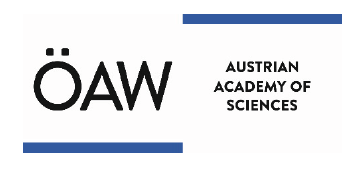 ÖAW
AUSTRIAN
ACADEMY OF
SCIENCES